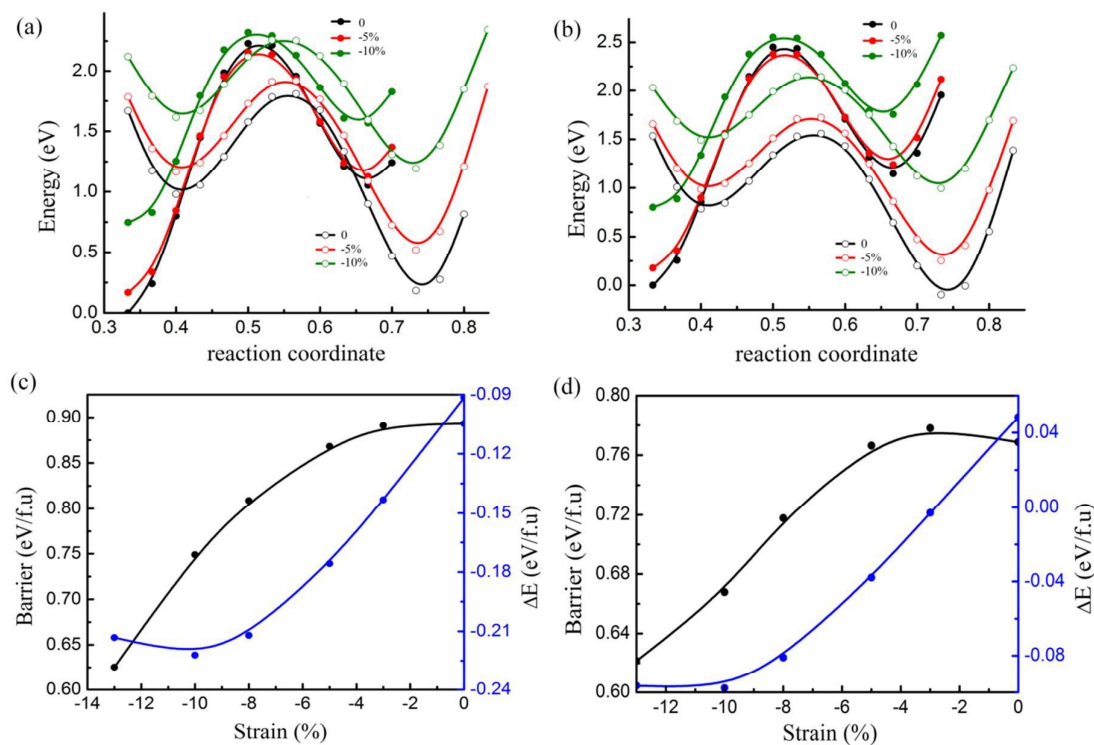 (a)
0
-5%
-10%
2.0
1.5
1.0
0.5
0.0
Energy (eV)
0
-5%
-10%
0.3 0.4 0.5 0.6 0.7 0.8
reaction coordinate
(b)
0
-5%
-10%
2.5
2.0
1.5
1.0
0.5
0.0
Energy (eV)
0
-5%
-10%
0.3 0.4 0.5 0.6 0.7 0.8
reaction coordinate
(c)
0.90
0.85
0.80
0.75
0.70
0.65
0.60
Barrier (eV/f.u)
-0.09
-0.12
-0.15
-0.18
-0.21
-0.24
ΔE (eV/f.u)
-14 -12 -10 -8 -6 -4 -2 0
Strain (%)
(d)
0.80
0.76
0.72
0.68
0.64
0.60
Barrier (eV/f.u)
0.04
0.00
-0.04
-0.08
ΔE (eV/f.u)
-12 -10 -8 -6 -4 -2 0
Strain (%)